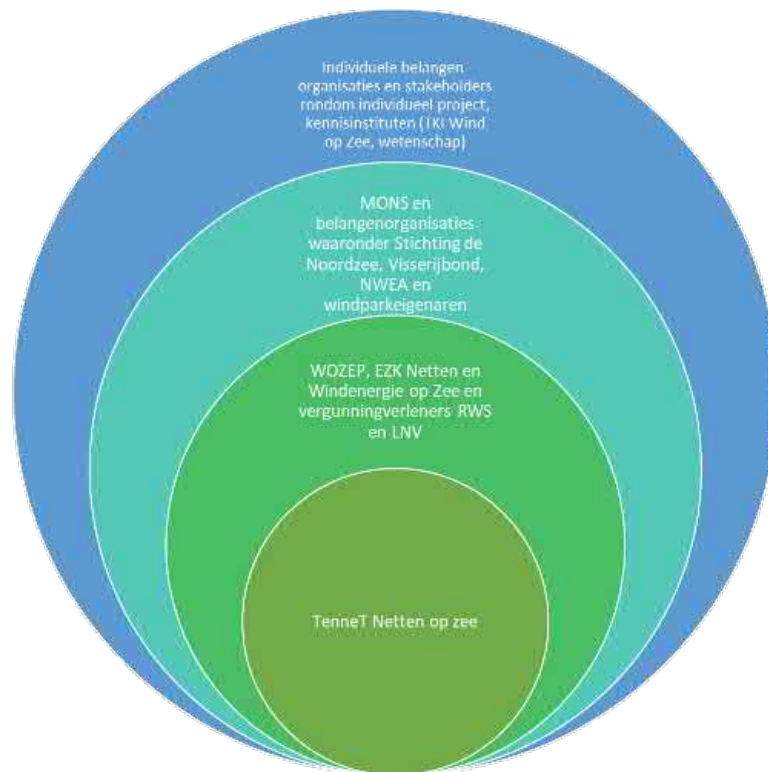 Individuele belangen
organisaties en stakeholders
rondom individueel project,
kennisinstituten (TKI Wind
op Zee, wetenschap)
MONS en
belangenorganisaties
waaronder Stichting de
Noordzee, Visserijbond,
NWEA en
windparkeigenaren
WOZEP, EZK Netten en
Windenergie op Zee en
vergunningverleners RWS
en LNV
TenneT Netten op zee